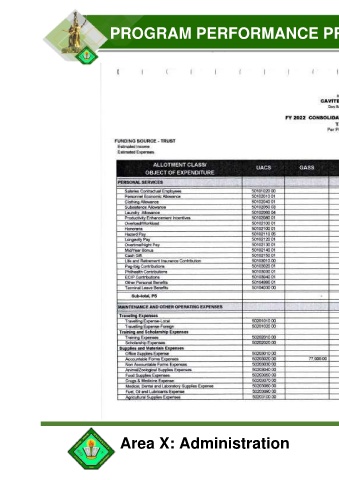 PROGRAM PERFORMANCE PR
CAVITE
FY 2022 CONSOLIDA
FUNDING SOURCE - TRUST
Estimated Income
Estimated Expenses
ALLOTMENT CLASS/
OBJECT OF EXPENDITURE
UACS
GASS
PERSONAL SERVICES
Salaries Contractual Employees 50101020 00
Personnel Economic Allowance 50102010 01
Clothing Allowance 50102040 01
Subsistence Allowance 50102050 03
Laundry Allowance 50102060 04
Productivity Enhancement Incentives 50102080 01
Overload/Workload 50102100 01
Honoraria 50102100 01
Hazard Pay 50102110 05
Longevity Pay 50102120 01
Overtime/Night Pay 50102130 01
Mid/Year Bonus 50102140 01
Cash Gift 50102150 01
Life and Retirement Insurance Contribution 50103010 00
Pag-ibig Contributions 50103020 01
Philhealth Contributions 50103030 01
ECIP Contributions 50103040 01
Other Personal Benefits 50104990 01
Terminal Leave Benefits 50104030 00
Sub-total, PS -
MAINTENANCE AND OTHER OPERATING EXPENSES
Traveling Expenses
Travelling Expense-Local 50201010 00
Travelling Expense-Foreign 50201020 00
Training and Scholarship Expenses
Training Expenses 50202010 00
Scholarship Expenses 50202020 00
Supplies and Materials Expenses
Office Supplies Expense 50203010 00
Accountable Forms Expenses 50203020 00 77,000.00
Non Accountable Forms Expenses 50203030 00
Animal/Zoological Supplies Expenses 50203040 00
Food Supplies Expenses 50203050 00
Drugs & Medicine Expense 50203070 00
Medical, Dental and Laboratory Supplies Expense 50203080 00
Fuel, Oil and Lubricants Expense 50203090 00
Agricultural Supplies Expenses 50203100 00
Area X: Administration